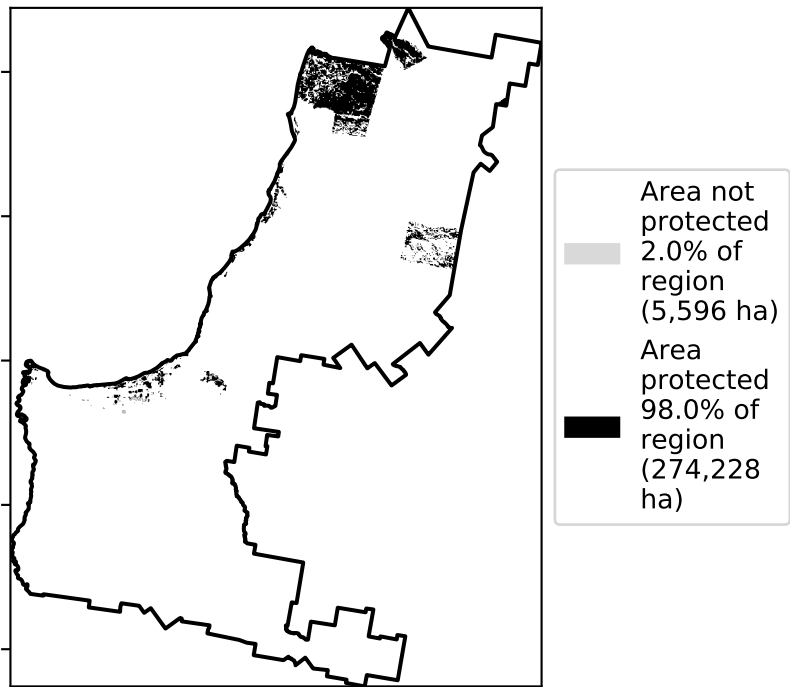 Area not
protected
2.0% of
region
(5,596 ha)
Area
protected
98.0% of
region
(274,228
ha)